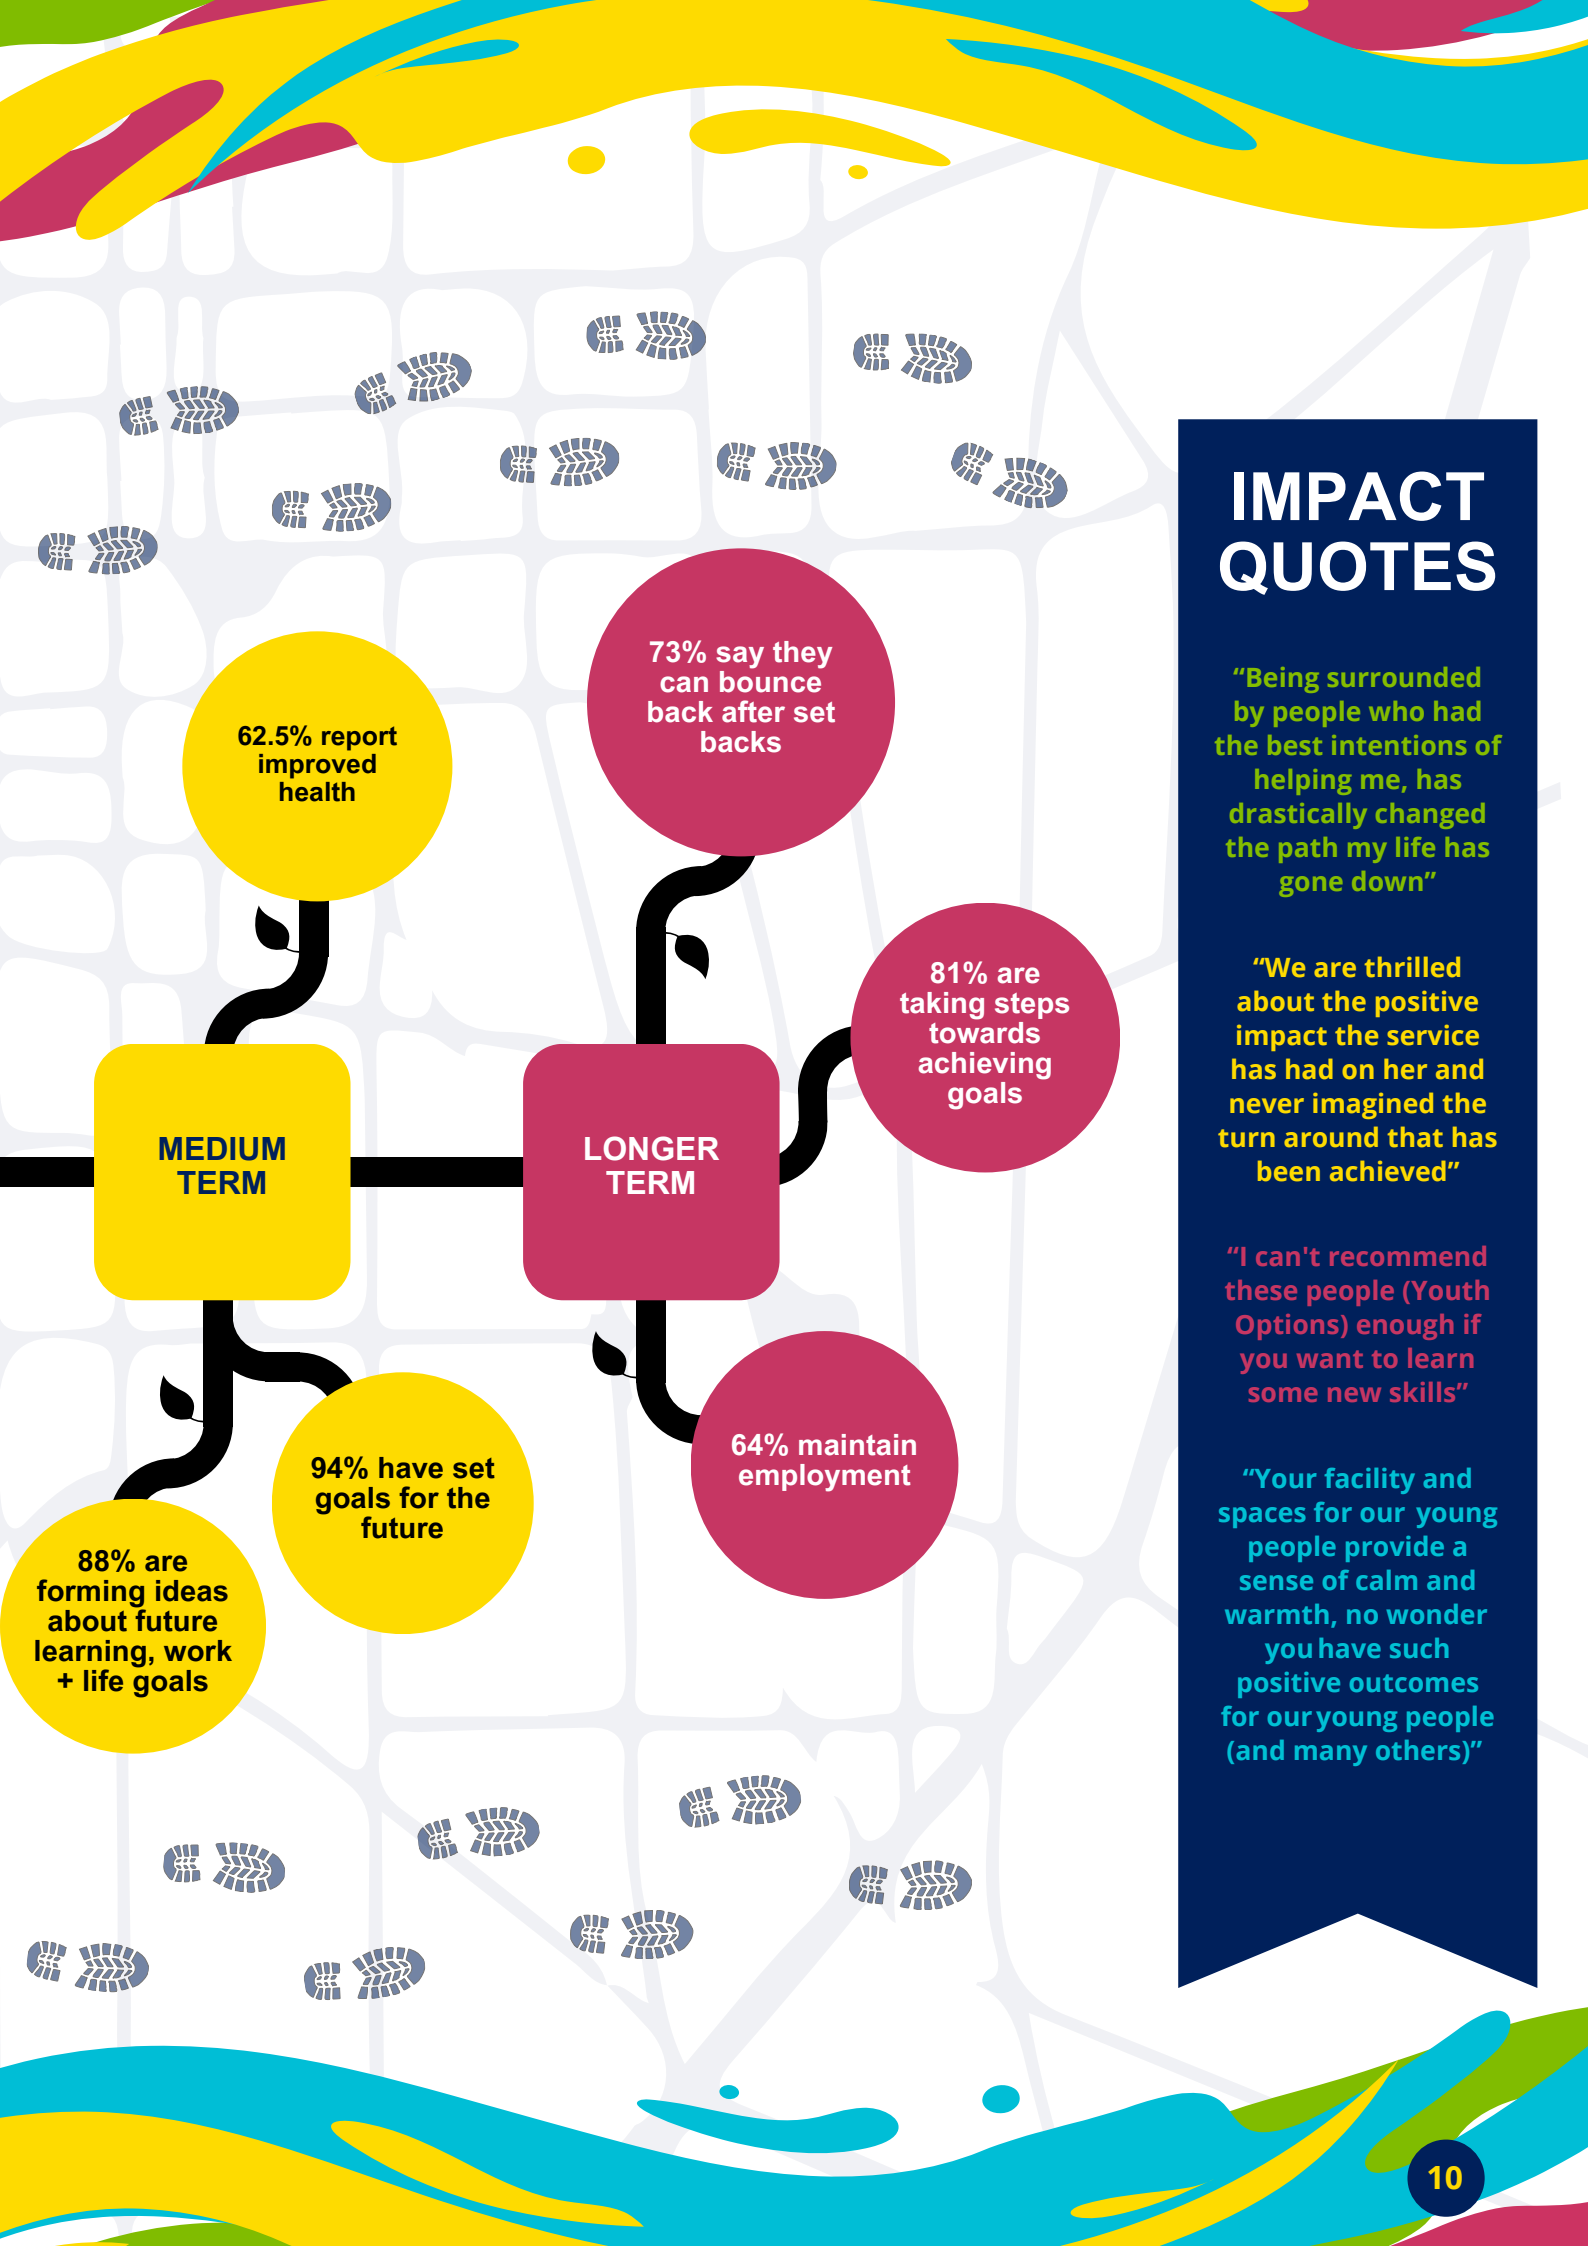 62.5% report
improved
health
73% say they
can bounce
back after set
backs
81% are
taking steps
towards
achieving
goals
MEDIUM
TERM
LONGER
TERM
64% maintain
employment
94% have set
goals for the
future
88% are
forming ideas
about future
learning, work
+ life goals
IMPACT
QUOTES
“Being surrounded
by people who had
the best intentions of
helping me, has
drastically changed
the path my life has
gone down”
“We are thrilled
about the positive
impact the service
has had on her and
never imagined the
turn around that has
been achieved”
“I can't recommend
these people (Youth
Options) enough if
you want to learn
some new skills”
“Your facility and
spaces for our young
people provide a
sense of calm and
warmth, no wonder
you have such
positive outcomes
for our young people
(and many others)”
10